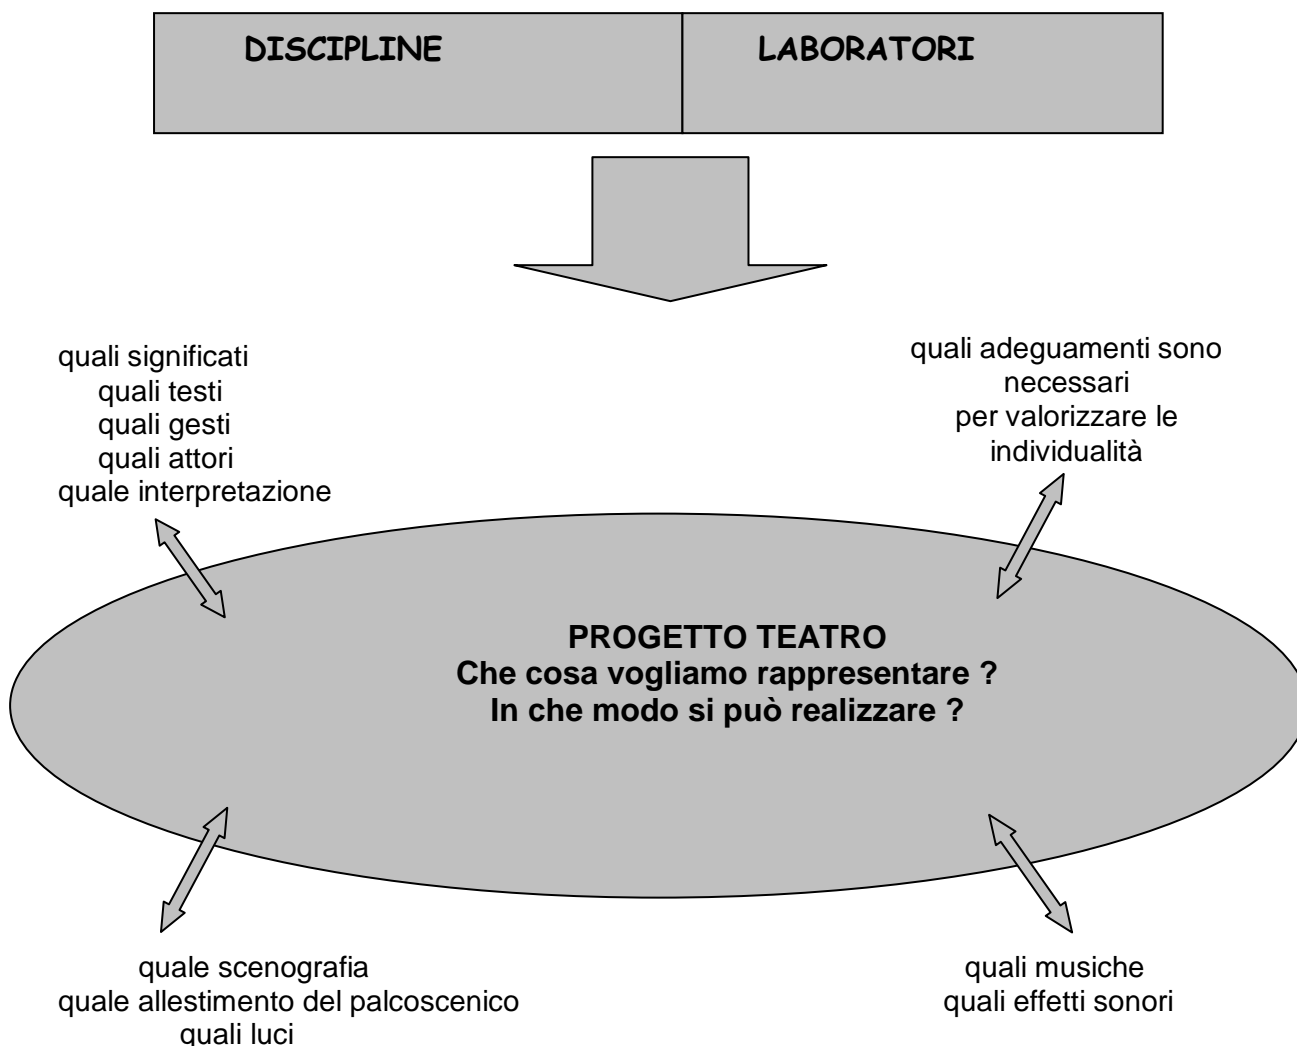 DISCIPLINE LABORATORI
quali significati
quali testi
quali gesti
quali attori
quale interpretazione
quali adeguamenti sono
necessari
per valorizzare le
individualità
PROGETTO TEATRO
Che cosa vogliamo rappresentare ?
In che modo si può realizzare ?
quale scenografia
quale allestimento del palcoscenico
quali luci
quali musiche
quali effetti sonori